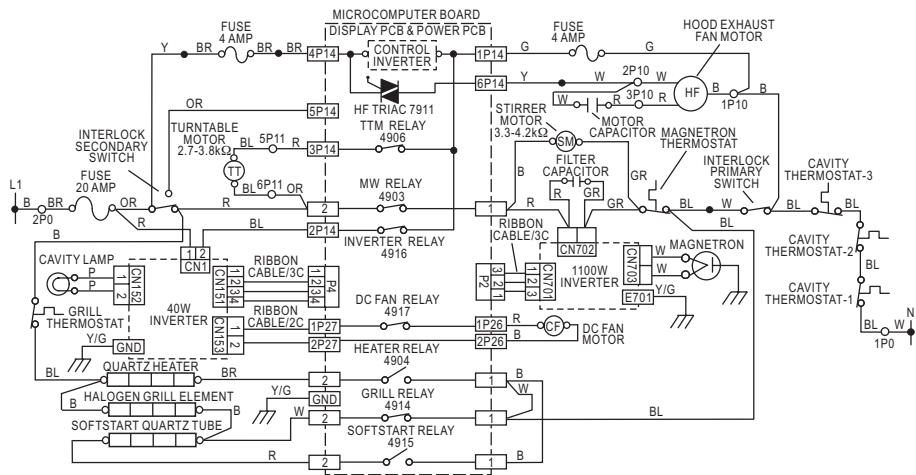 MICROCOMPUTER BOARD
DISPLAY PCB & POWER PCB
FUSE
4 AMP
Y
BR
BR
BR
4P14
CONTROL
INVERTER
1P14
G
FUSE
4 AMP
G
HOOD EXHAUST
FAN MOTOR
6P14
Y
W
2P10
W
HF
B
1P10
W
R
3P10
R
MOTOR
CAPACITOR
HF TRIAC 7911
OR
5P14
INTERLOCK
SECONDARY
SWITCH
TURNTABLE
MOTOR
2.7-3.8kΩ
BL
5P11
R
3P14
TTM RELAY
4906
TT
BL
6P11
OR
STIRRER
MOTOR
3.3-4.2kΩ
SM
MAGNETRON
THERMOSTAT
FILTER
CAPACITOR
INTERLOCK
PRIMARY
SWITCH
CAVITY
THERMOSTAT-3
L1
B
2P0
BR
FUSE
20 AMP
OR
R
2
MW RELAY
4903
1
B
R
R
GR
GR
GR
BL
W
BL
BL
B
R
BL
2P14
INVERTER RELAY
4916
BL
1
2
CN1
CN702
RIBBON
CABLE/3C
CAVITY
THERMOSTAT-2
CAVITY LAMP
P
P
1
2
CN152
CN151
1
2
3
4
RIBBON
CABLE/3C
1
2
3
4
P4
P2
3
2
1
1
2
3
CN701
1100W
INVERTER
CN703
W
W
MAGNETRON
BL
GRILL
THERMOSTAT
40W
INVERTER
E701
Y/G
CAVITY
THERMOSTAT-1
CN153
1
2
RIBBON
CABLE/2C
1P27
DC FAN RELAY
4917
1P26
R
CF
DC FAN
MOTOR
N
Y/G
GND
2P27
2P26
B
BL
W
1P0
HEATER RELAY
4904
BL
QUARTZ HEATER
BR
2
1
B
Y/G
GND
GRILL RELAY
4914
W
B
HALOGEN GRILL ELEMENT
B
W
2
1
BL
SOFTSTART QUARTZ TUBE
SOFTSTART RELAY
4915
R
2
1
B